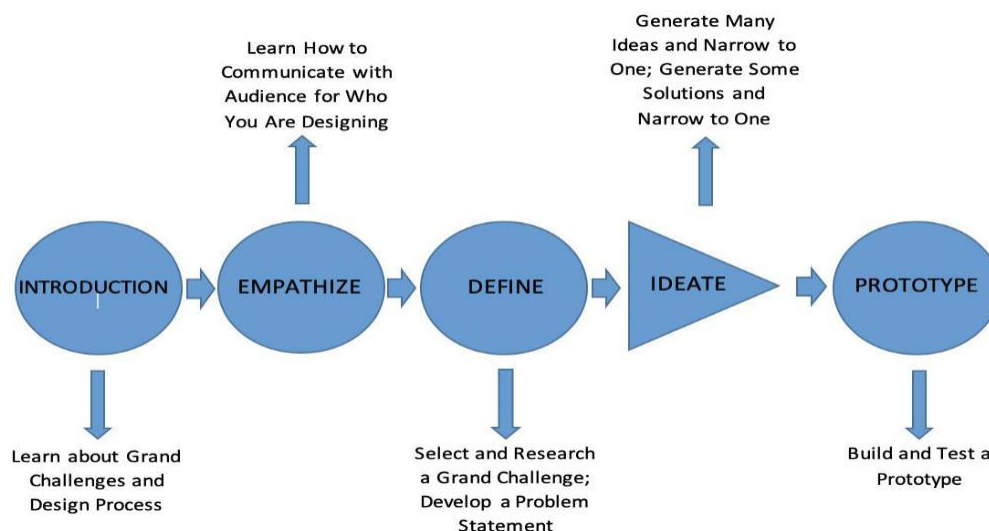 Generate Many
Ideas and Narrow to
One; Generate Some
Solutions and
Narrow to One
Learn How to
Communicate with
Audience for Who
You Are Designing
INTRODUCTION
EMPATHIZE
DEFINE
IDEATE
PROTOTYPE
Learn about Grand
Challenges and
Design Process
Select and Research
a Grand Challenge;
Develop a Problem
Statement
Build and Test a
Prototype